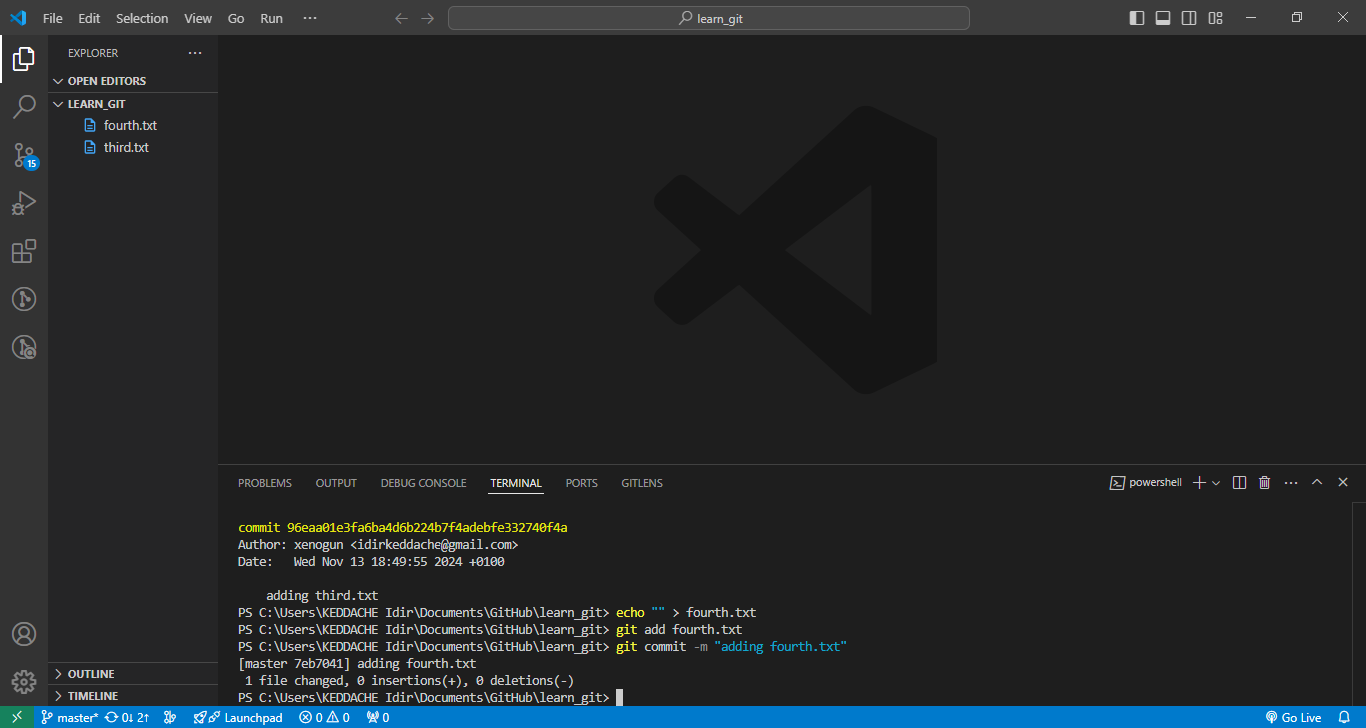 File Edit Selection View Go Run ···
learn_git
EXPLORER ···
OPEN EDITORS
LEARN_GIT
fourth.txt
third.txt
15
OUTLINE
TIMELINE
PROBLEMS OUTPUT DEBUG CONSOLE TERMINAL PORTS GITLENS
powershell
commit 96eaa01e3fa6ba4d6b224b7f4adebfe332740f4a
Author: xenogun <idirkeddache@gmail.com>
Date:   Wed Nov 13 18:49:55 2024 +0100
adding third.txt
PS C:\Users\KEDDACHE Idir\Documents\GitHub\learn_git> echo "" > fourth.txt
PS C:\Users\KEDDACHE Idir\Documents\GitHub\learn_git> git add fourth.txt
PS C:\Users\KEDDACHE Idir\Documents\GitHub\learn_git> git commit -m "adding fourth.txt"
[master 7eb7041] adding fourth.txt
1 file changed, 0 insertions(+), 0 deletions(-)
PS C:\Users\KEDDACHE Idir\Documents\GitHub\learn_git>
master* 0↓ 2↑ Launchpad 0 0 0 Go Live